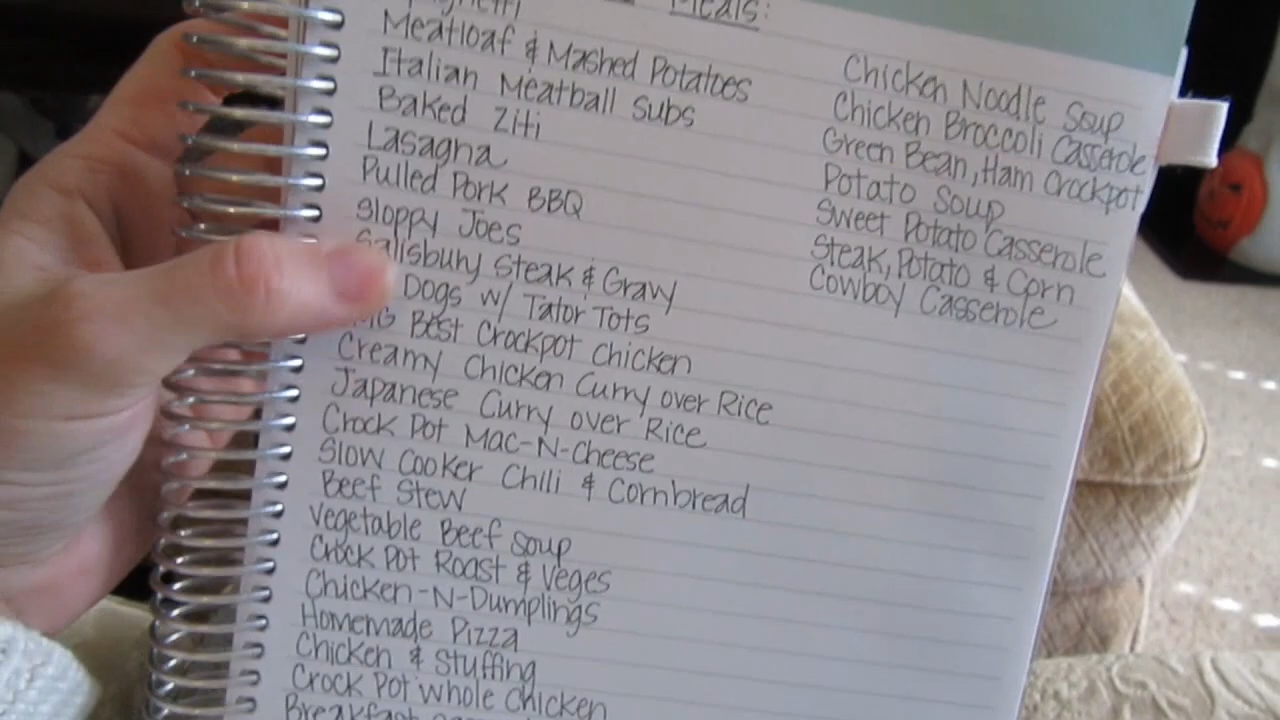 Meals:
Meatloaf & Mashed Potatoes
Italian Meatball Subs
Baked Ziti
Lasagna
Pulled Pork BBQ
Sloppy Joes
Salisbury Steak & Gravy
Dogs w/ Tator Tots
Best Crockpot Chicken
Creamy Chicken Curry over Rice
Japanese Curry over Rice
Crock Pot Mac-N-Cheese
Slow Cooker Chili & Cornbread
Beef Stew
Vegetable Beef Soup
Crock Pot Roast & Veges
Chicken-N-Dumplings
Homemade Pizza
Chicken & Stuffing
Crock Pot Whole Chicken
Breakfast
Chicken Noodle Soup
Chicken Broccoli Casserole
Green Bean, Ham Crockpot
Potato Soup
Sweet Potato Casserole
Steak, Potato & Corn
Cowboy Casserole